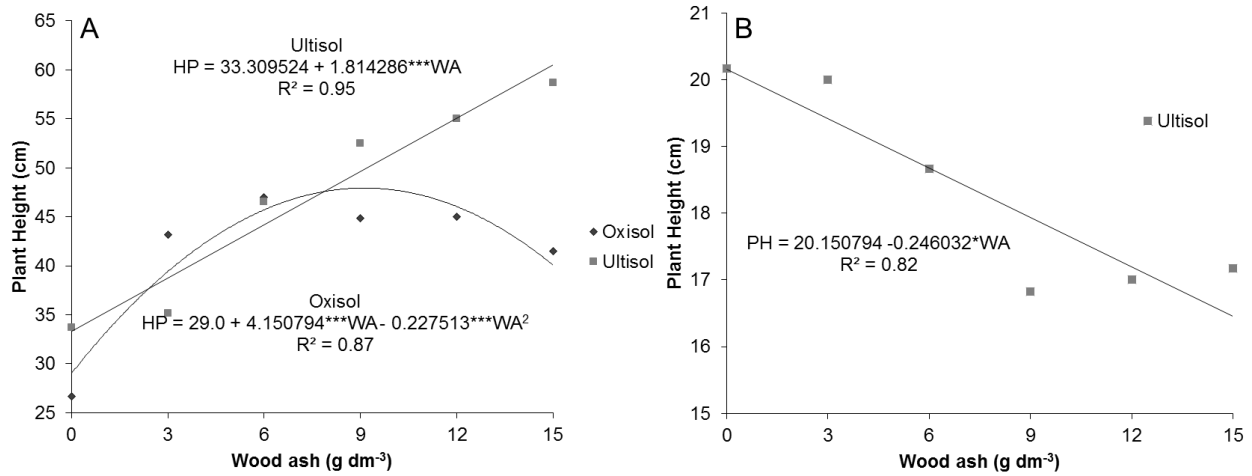 A
65
60
55
50
45
40
35
30
25
Plant Height (cm)
Ultisol
HP = 33.309524 + 1.814286***WA
R² = 0.95
Oxisol
HP = 29.0 + 4.150794***WA - 0.227513***WA²
R² = 0.87
Oxisol
Ultisol
0 3 6 9 12 15
Wood ash (g dm⁻³)
B
21
20
19
18
17
16
15
Plant Height (cm)
Ultisol
PH = 20.150794 -0.246032*WA
R² = 0.82
0 3 6 9 12 15
Wood ash (g dm⁻³)